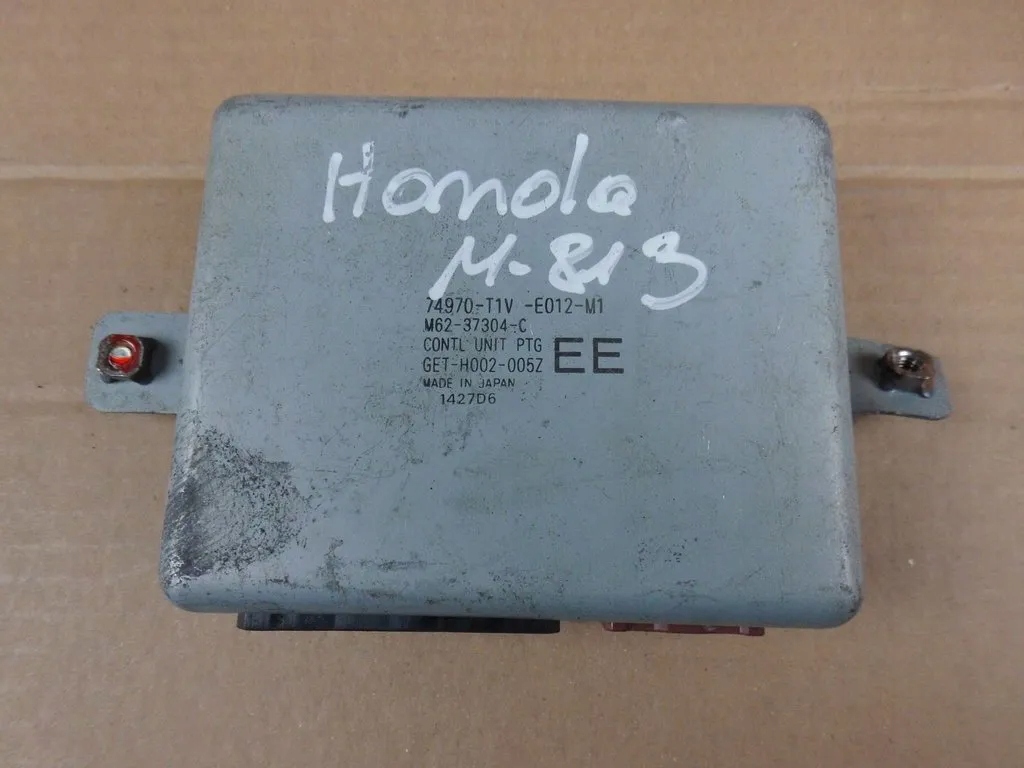 Honda
M-813
74970-T1V -E012-M1
M62-37304-C
CONTL UNIT PTG
GET-H002-005Z EE
MADE IN JAPAN
1427D6